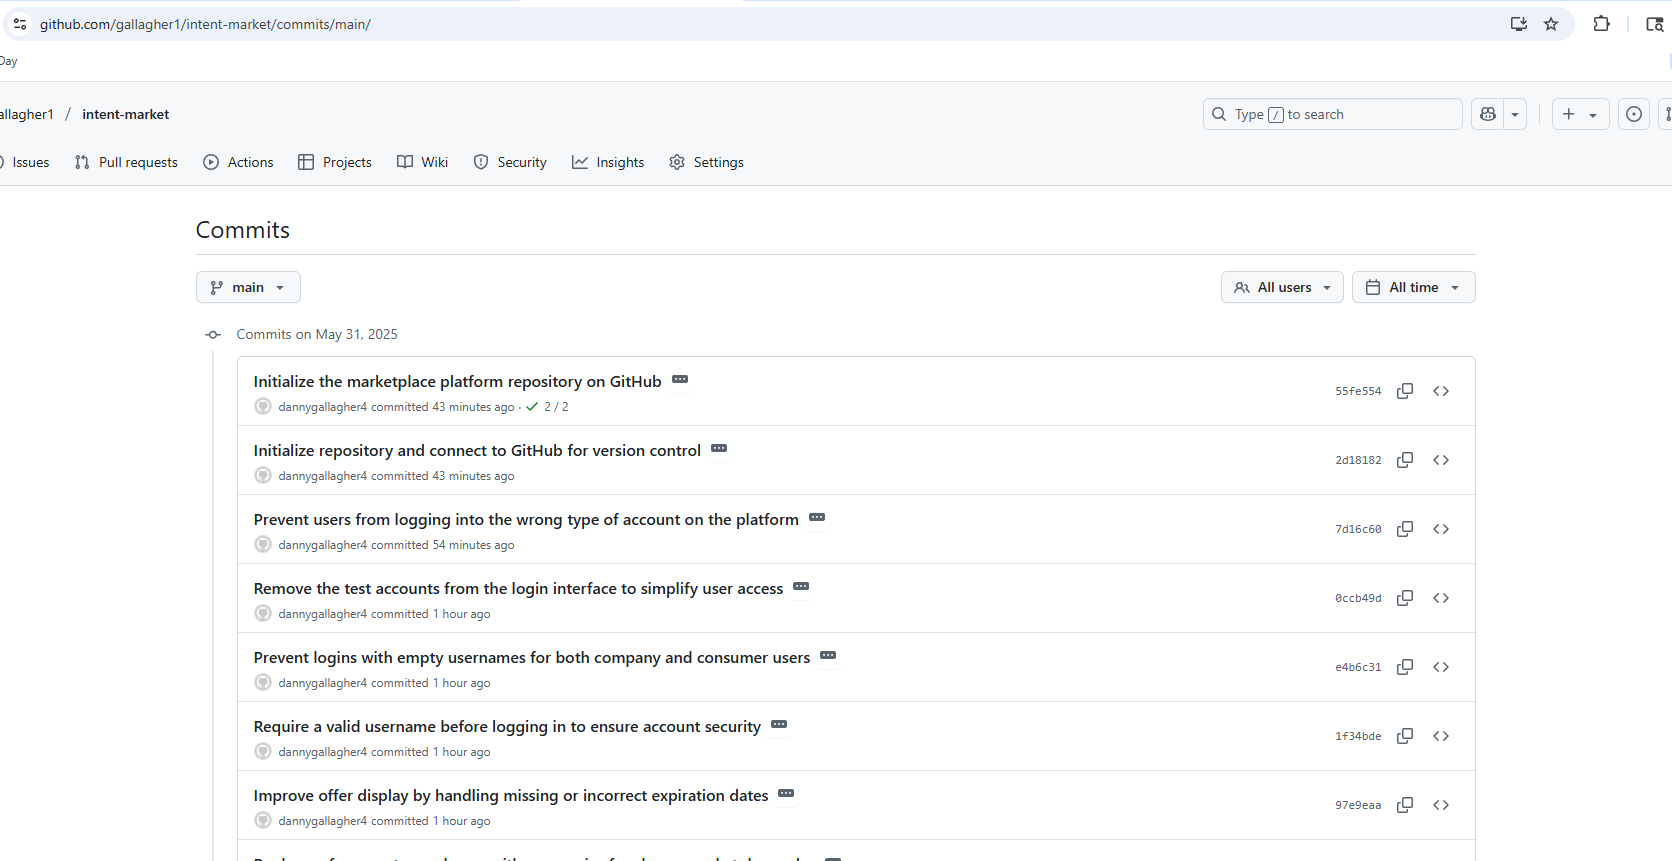 github.com/gallagher1/intent-market/commits/main/
Day
allagher1 / intent-market
Type / to search
Issues Pull requests Actions Projects Wiki Security Insights Settings
Commits
main All users All time
Commits on May 31, 2025
Initialize the marketplace platform repository on GitHub
dannygallagher4 committed 43 minutes ago · 2 / 2
55fe554
Initialize repository and connect to GitHub for version control
dannygallagher4 committed 43 minutes ago
2d18182
Prevent users from logging into the wrong type of account on the platform
dannygallagher4 committed 54 minutes ago
7d16c60
Remove the test accounts from the login interface to simplify user access
dannygallagher4 committed 1 hour ago
0ccb49d
Prevent logins with empty usernames for both company and consumer users
dannygallagher4 committed 1 hour ago
e4b6c31
Require a valid username before logging in to ensure account security
dannygallagher4 committed 1 hour ago
1f34bde
Improve offer display by handling missing or incorrect expiration dates
dannygallagher4 committed 1 hour ago
97e9eaa